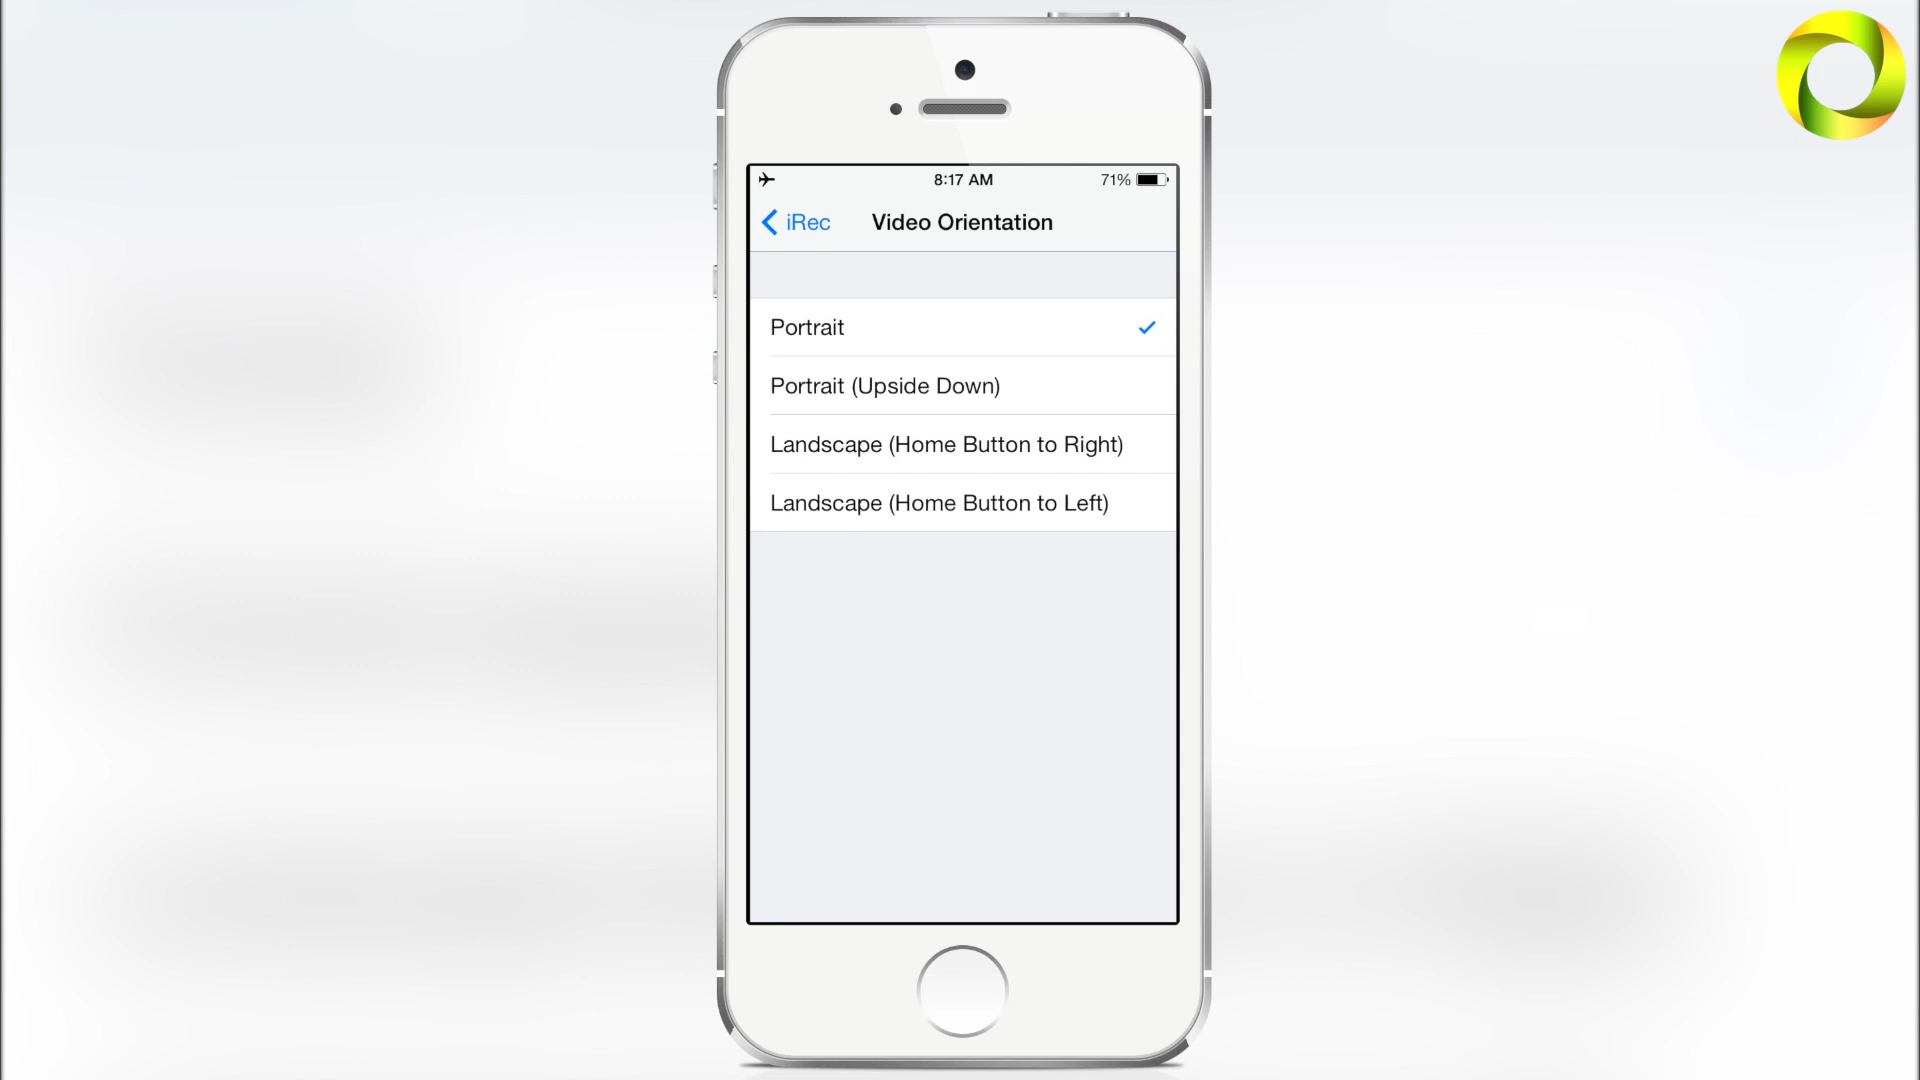 8:17 AM
71%
iRec
Video Orientation
Portrait
Portrait (Upside Down)
Landscape (Home Button to Right)
Landscape (Home Button to Left)